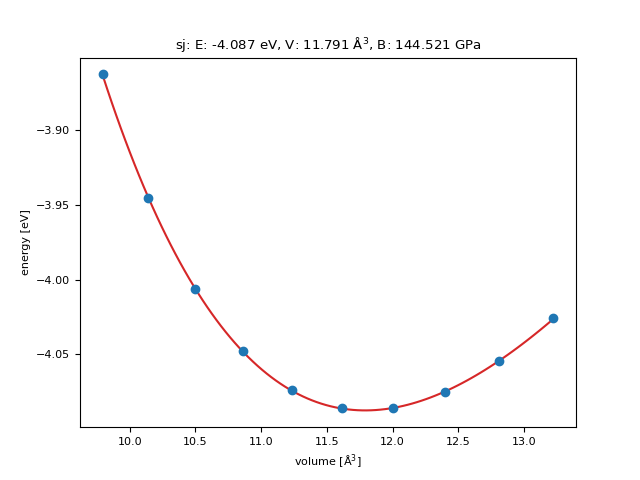 sj: E: -4.087 eV, V: 11.791 Å³, B: 144.521 GPa
−3.90
−3.95
−4.00
−4.05
energy [eV]
10.0 10.5 11.0 11.5 12.0 12.5 13.0
volume [Å³]